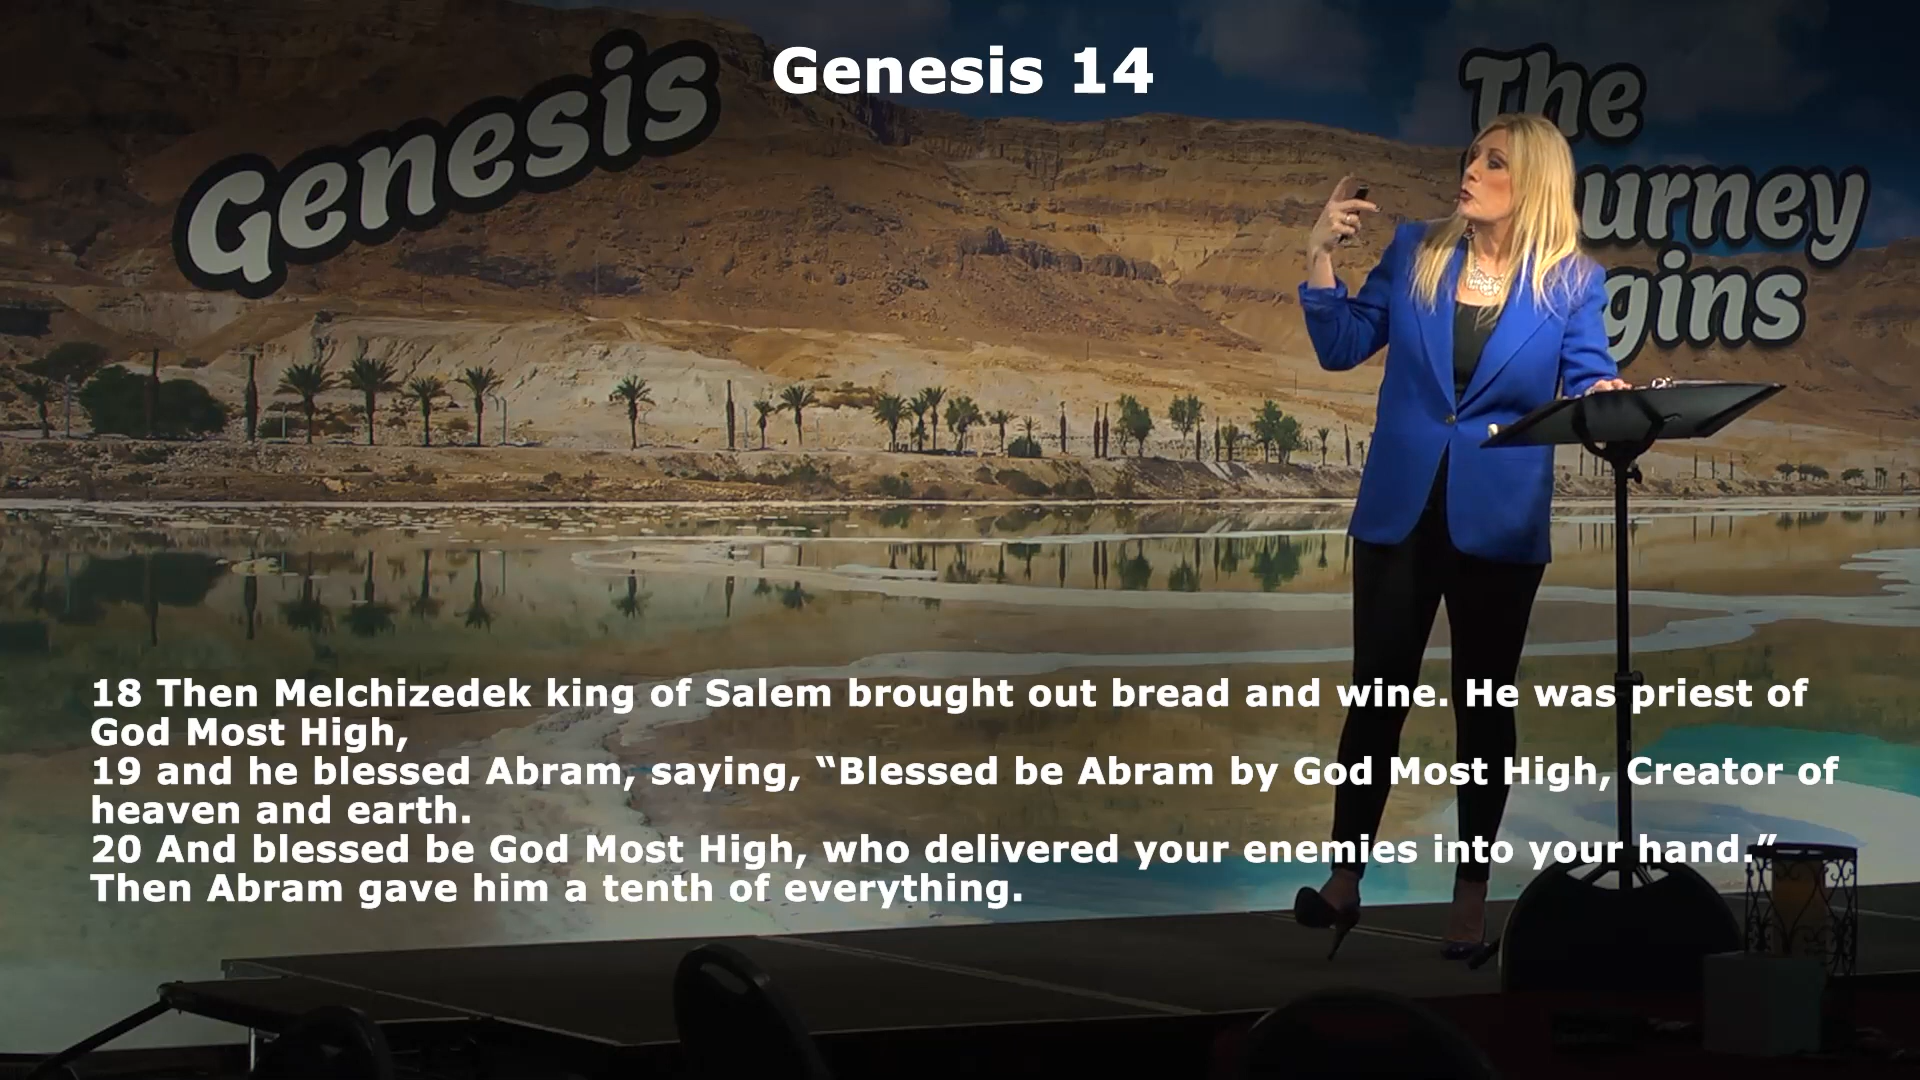 Genesis 14
Genesis
The
urney
gins
18 Then Melchizedek king of Salem brought out bread and wine. He was priest of
God Most High,
19 and he blessed Abram, saying, “Blessed be Abram by God Most High, Creator of
heaven and earth.
20 And blessed be God Most High, who delivered your enemies into your hand.”
Then Abram gave him a tenth of everything.